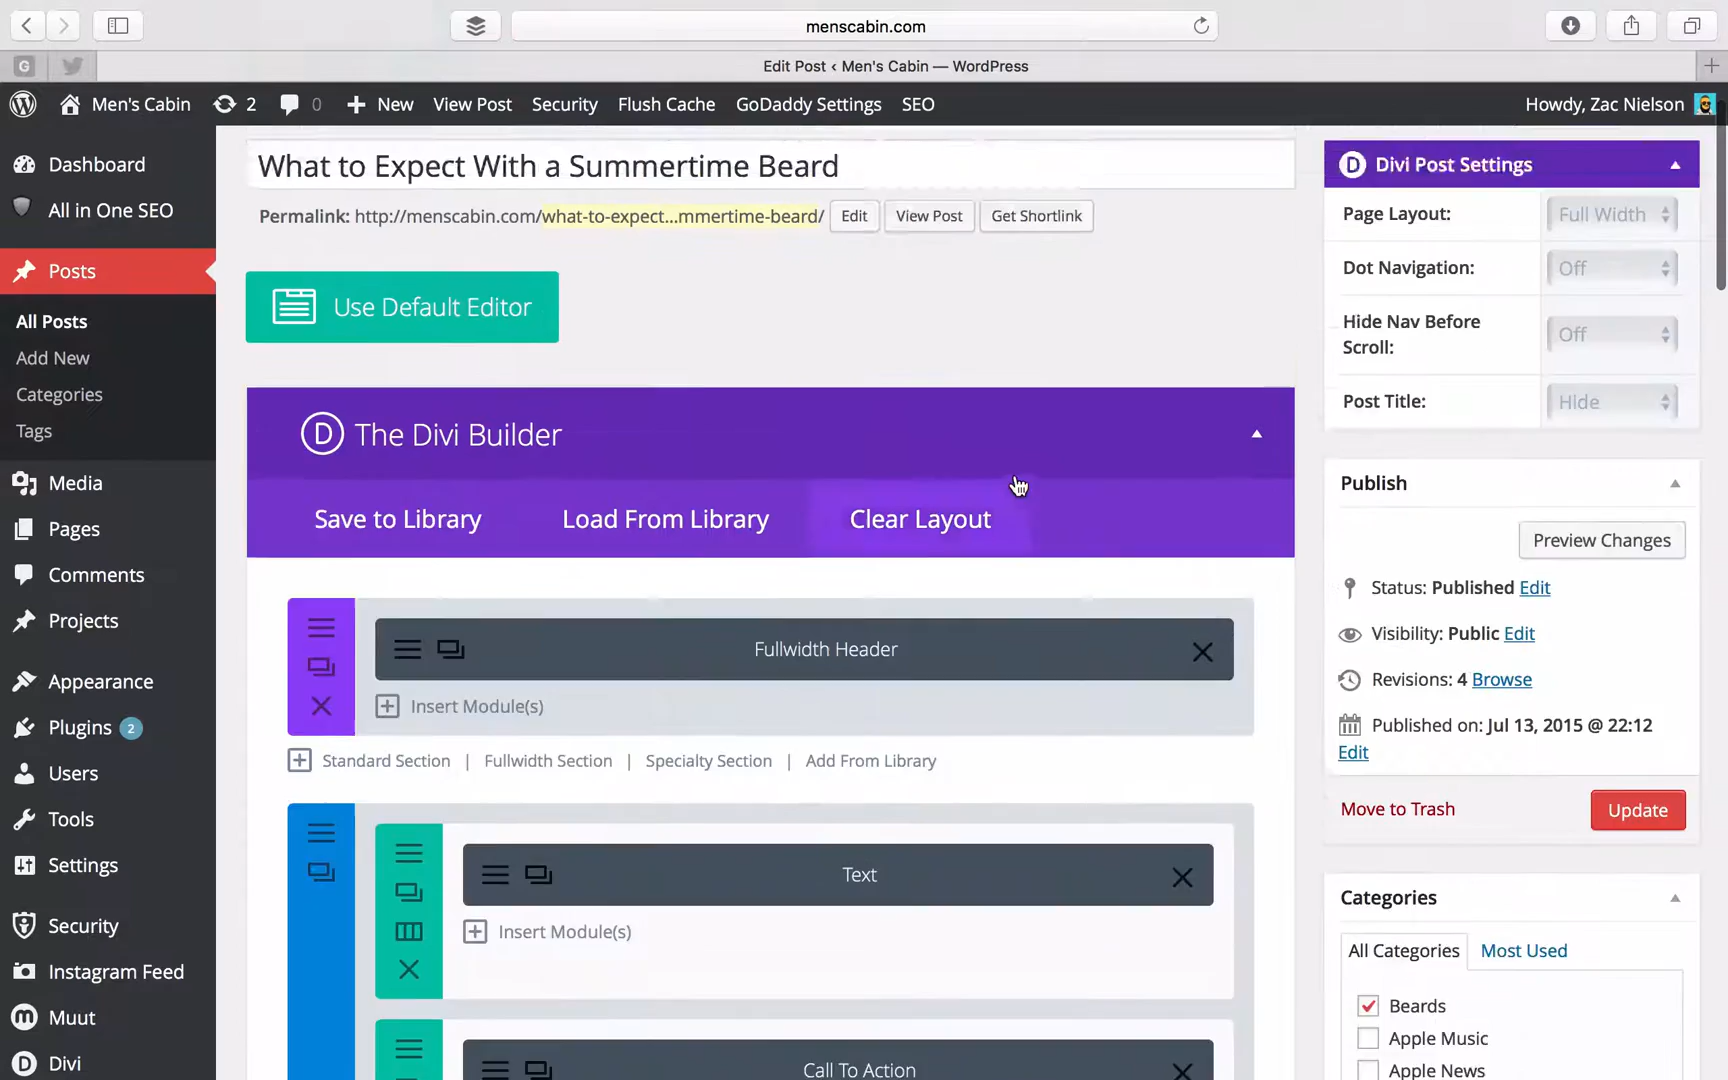 menscabin.com
G
Edit Post ‹ Men's Cabin — WordPress
Men's Cabin 2 0 New View Post Security Flush Cache GoDaddy Settings SEO Howdy, Zac Nielson
Dashboard
All in One SEO
Posts
All Posts
Add New
Categories
Tags
Media
Pages
Comments
Projects
Appearance
Plugins 2
Users
Tools
Settings
Security
Instagram Feed
Muut
Divi
What to Expect With a Summertime Beard
Permalink: http://menscabin.com/what-to-expect...mmertime-beard/ Edit View Post Get Shortlink
Use Default Editor
The Divi Builder
Save to Library Load From Library Clear Layout
Fullwidth Header
Insert Module(s)
Standard Section | Fullwidth Section | Specialty Section | Add From Library
Text
Insert Module(s)
Call To Action
Divi Post Settings
Page Layout: Full Width
Dot Navigation: Off
Hide Nav Before
Scroll: Off
Post Title: Hide
Publish
Preview Changes
Status: Published Edit
Visibility: Public Edit
Revisions: 4 Browse
Published on: Jul 13, 2015 @ 22:12
Edit
Move to Trash Update
Categories
All Categories Most Used
Beards
Apple Music
Apple News